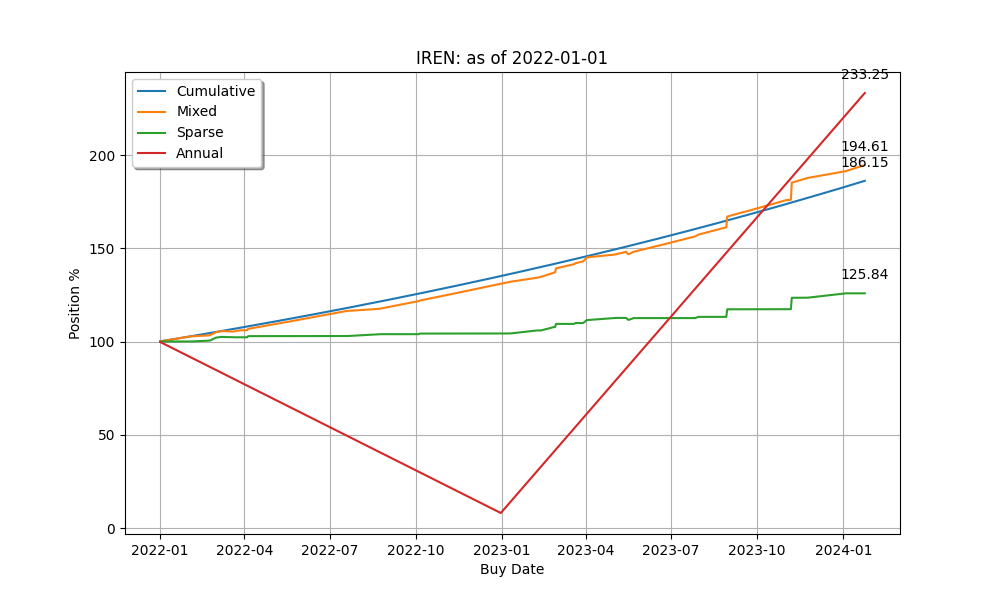 IREN: as of 2022-01-01
Cumulative
Mixed
Sparse
Annual
233.25
194.61
186.15
125.84
Position %
200
150
100
50
0
2022-01 2022-04 2022-07 2022-10 2023-01 2023-04 2023-07 2023-10 2024-01
Buy Date